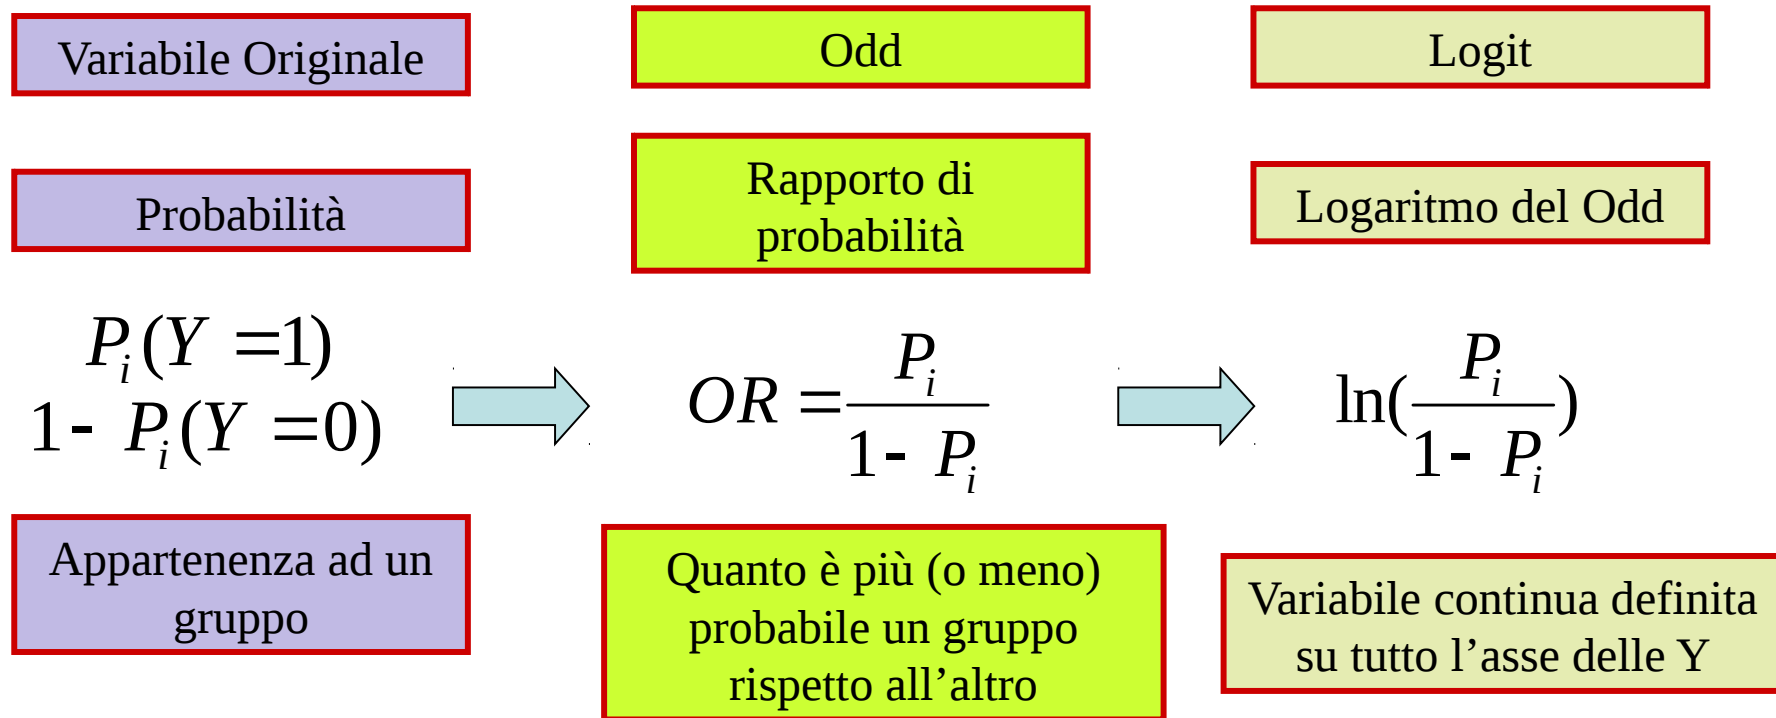 Variabile Originale
Odd
Logit
Probabilità
Rapporto di
probabilità
Logaritmo del Odd
P_i(Y =1)
1- P_i(Y =0)
OR = P_i / (1- P_i)
ln(P_i / (1- P_i))
Appartenenza ad un
gruppo
Quanto è più (o meno)
probabile un gruppo
rispetto all’altro
Variabile continua definita
su tutto l’asse delle Y